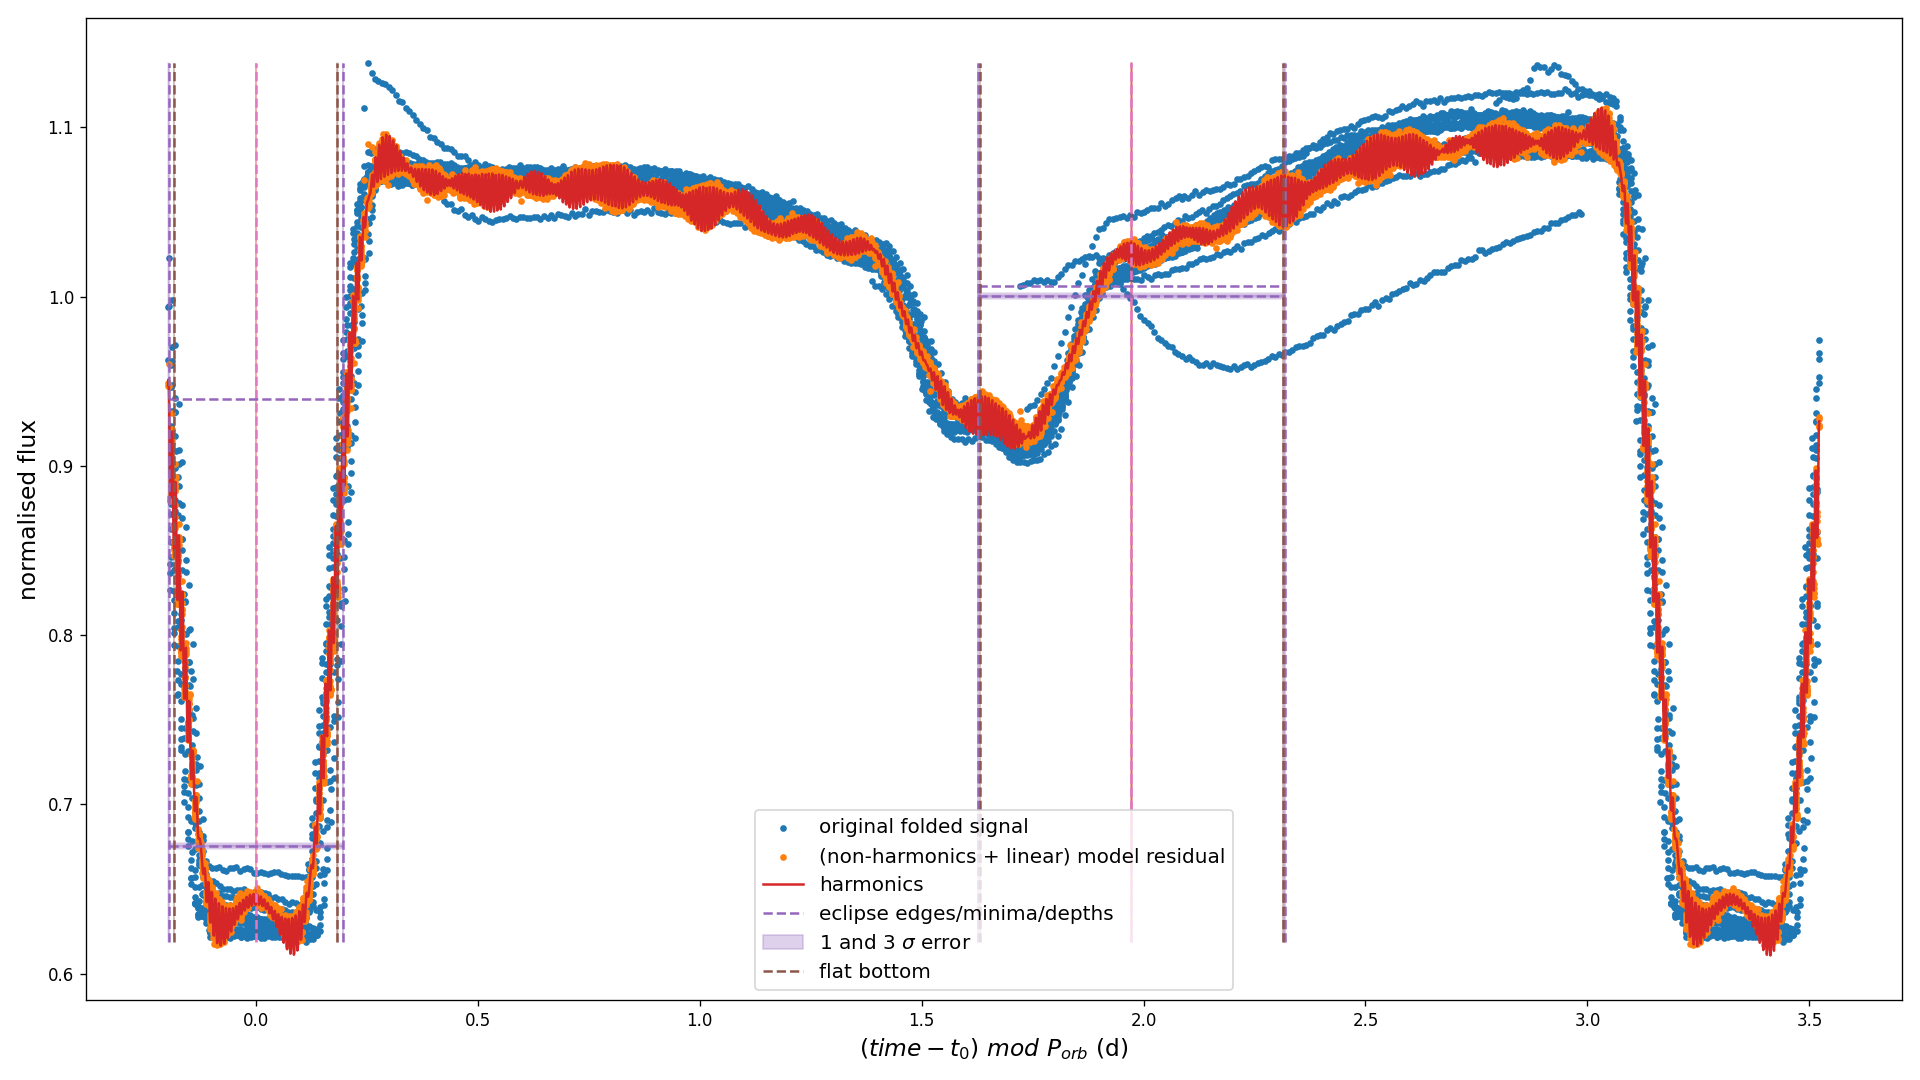 normalised flux
1.1
1.0
0.9
0.8
0.7
0.6
original folded signal
(non-harmonics + linear) model residual
harmonics
eclipse edges/minima/depths
1 and 3 σ error
flat bottom
0.0 0.5 1.0 1.5 2.0 2.5 3.0 3.5
(time − t₀) mod Pₒᵣb (d)